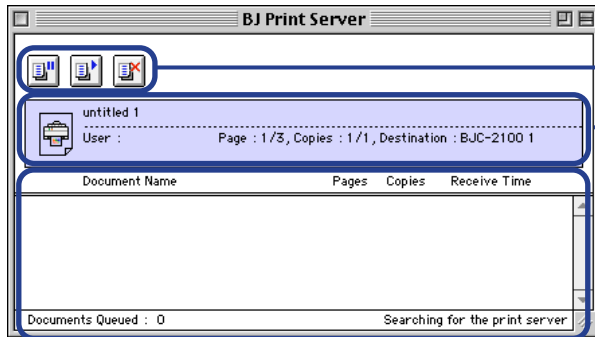 BJ Print Server
untitled 1
User : Page : 1/3, Copies : 1/1, Destination : BJC-2100 1
Document Name Pages Copies Receive Time
Documents Queued : 0 Searching for the print server